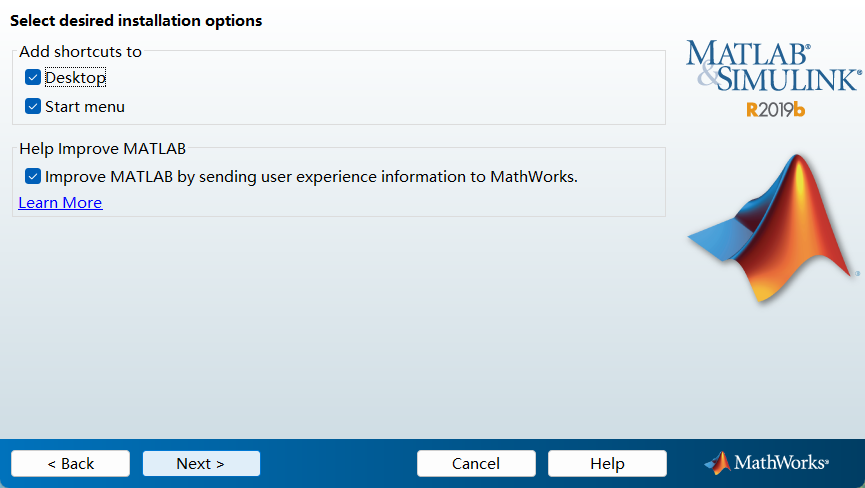 Select desired installation options
Add shortcuts to
Desktop
Start menu
Help Improve MATLAB
Improve MATLAB by sending user experience information to MathWorks.
Learn More
MATLAB®
&SIMULINK®
R2019b
®
< Back
Next >
Cancel
Help
MathWorks®